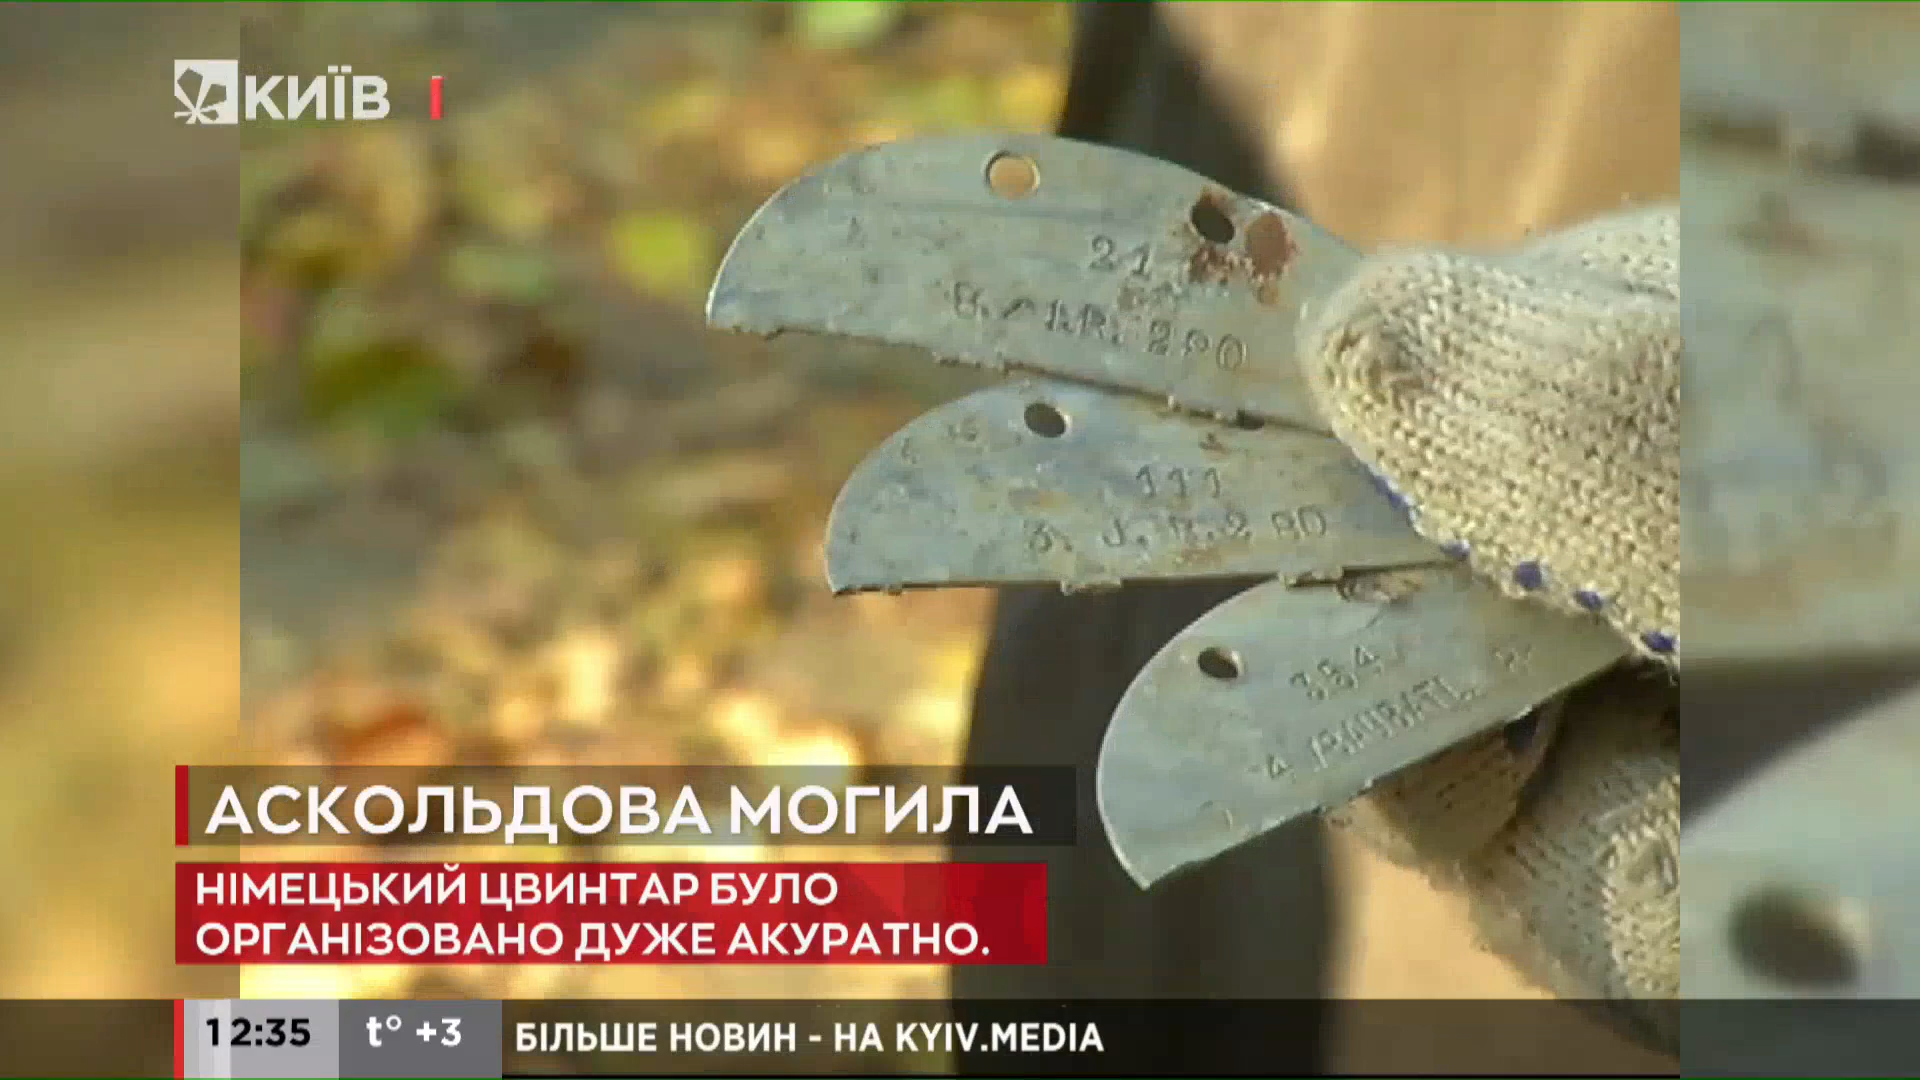 КИЇВ
21
111
384
АСКОЛЬДОВА МОГИЛА
НІМЕЦЬКИЙ ЦВИНТАР БУЛО
ОРГАНІЗОВАНО ДУЖЕ АКУРАТНО.
12:35 t° +3 БІЛЬШЕ НОВИН - НА KYIV.MEDIA